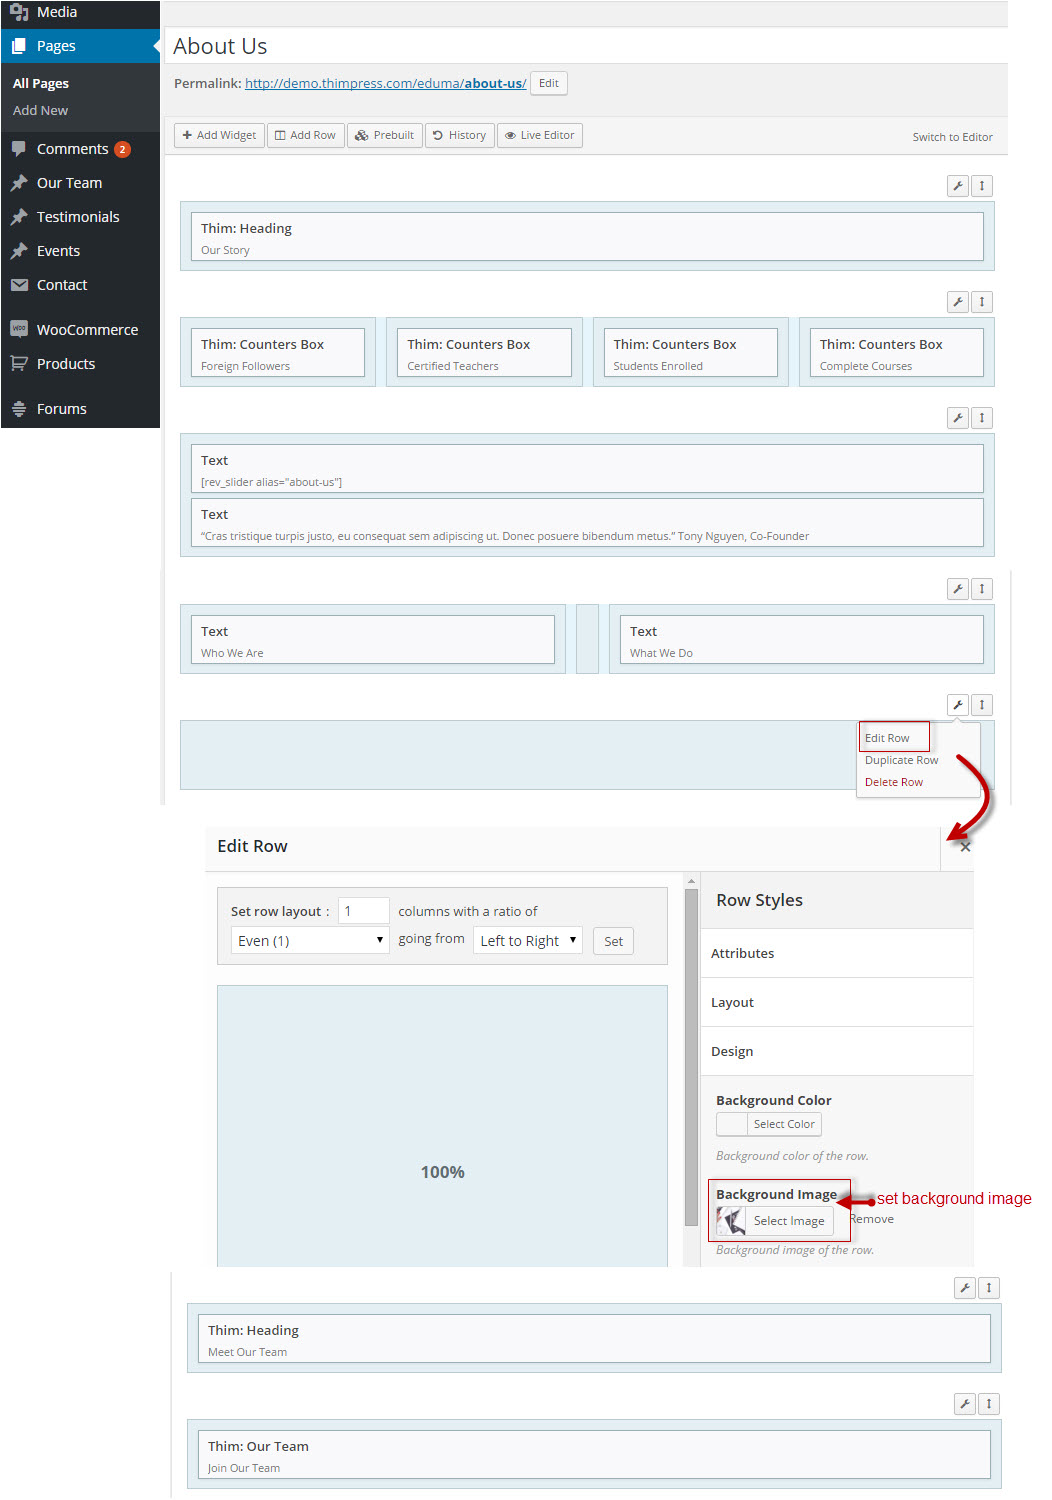 Media
Pages
All Pages
Add New
Comments 2
Our Team
Testimonials
Events
Contact
WOO WooCommerce
Products
Forums
About Us
Permalink: http://demo.thimpress.com/eduma/about-us/ Edit
Add Widget Add Row Prebuilt History Live Editor Switch to Editor
Thim: Heading
Our Story
Thim: Counters Box Thim: Counters Box Thim: Counters Box Thim: Counters Box
Foreign Followers Certified Teachers Students Enrolled Complete Courses
Text
[rev_slider alias="about-us"]
Text
“Cras tristique turpis justo, eu consequat sem adipiscing ut. Donec posuere bibendum metus.” Tony Nguyen, Co-Founder
Text Text
Who We Are What We Do
Edit Row
Duplicate Row
Delete Row
Edit Row
Set row layout : 1 columns with a ratio of
Even (1) going from Left to Right Set
100%
Row Styles
Attributes
Layout
Design
Background Color
Select Color
Background color of the row.
Background Image set background image
Select Image Remove
Background image of the row.
Thim: Heading
Meet Our Team
Thim: Our Team
Join Our Team